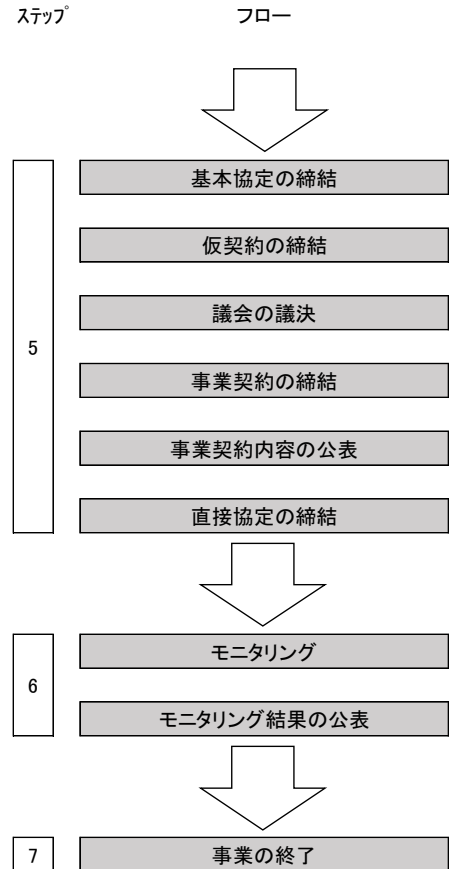 ステップ フロー
基本協定の締結
仮契約の締結
議会の議決
5
事業契約の締結
事業契約内容の公表
直接協定の締結
モニタリング
6
モニタリング結果の公表
7 事業の終了